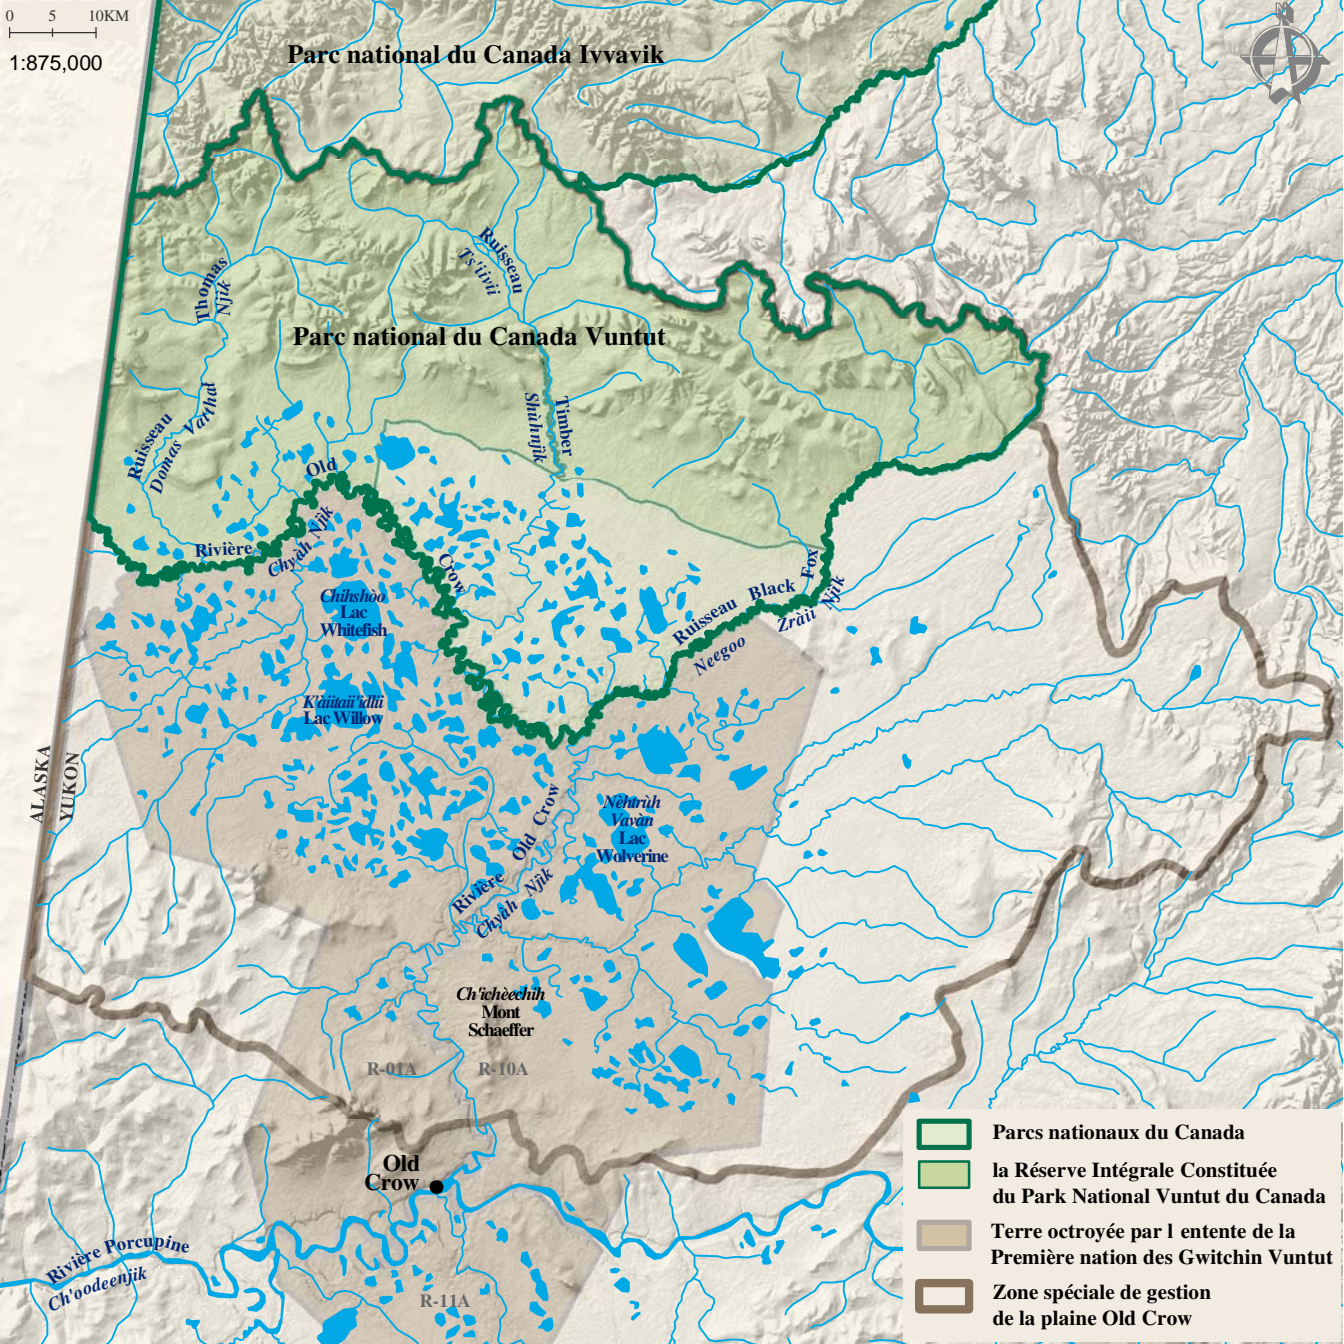 0 5 10KM
1:875,000
N
Parc national du Canada Ivvavik
Ruisseau
Ts'iivii
Thomas
Njik
Parc national du Canada Vuntut
Ruisseau
Domas Vatthal
Timber
Shùhnjik
Old
Crow
Rivière
Chyàh Njik
Chihshòo
Lac
Whitefish
Ruisseau Black Fox
Neegoo Zràii Njik
K'àiitaii'idlii
Lac Willow
ALASKA
YUKON
Nèhtrùh
Vavàn
Lac
Wolverine
Rivière Old Crow
Chyàh Njik
Ch'ichèechih
Mont
Schaeffer
R-01A
R-10A
Old
Crow
Rivière Porcupine
Ch'oodeenjik
R-11A
Parcs nationaux du Canada
la Réserve Intégrale Constituée
du Park National Vuntut du Canada
Terre octroyée par l entente de la
Première nation des Gwitchin Vuntut
Zone spéciale de gestion
de la plaine Old Crow